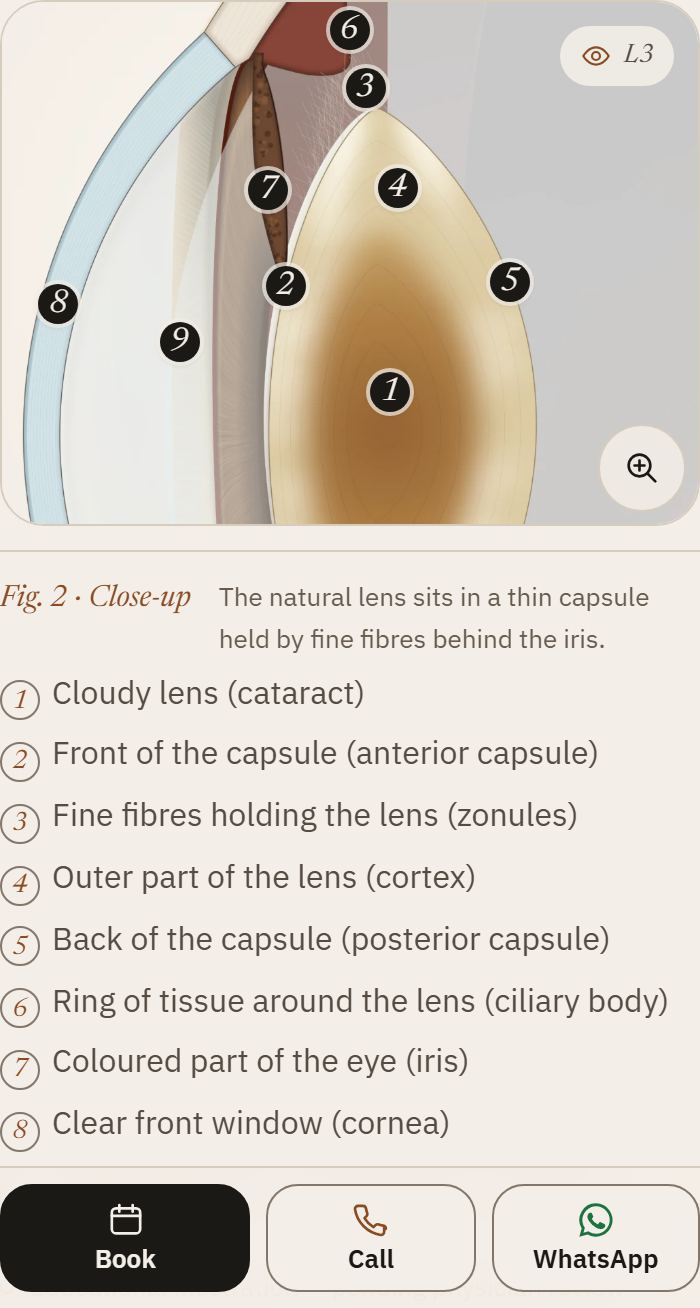 6
L3
3
7
4
2
5
8
9
1
Fig. 2 · Close-up
The natural lens sits in a thin capsule
held by fine fibres behind the iris.
1 Cloudy lens (cataract)
2 Front of the capsule (anterior capsule)
3 Fine fibres holding the lens (zonules)
4 Outer part of the lens (cortex)
5 Back of the capsule (posterior capsule)
6 Ring of tissue around the lens (ciliary body)
7 Coloured part of the eye (iris)
8 Clear front window (cornea)
Book
Call
WhatsApp